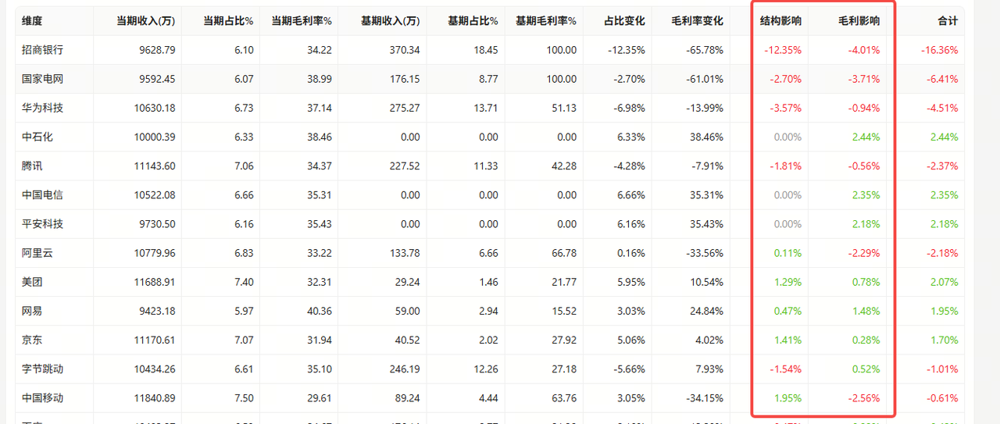 维度 当期收入(万) 当期占比% 当期毛利率% 基期收入(万) 基期占比% 基期毛利率% 占比变化 毛利率变化 结构影响 毛利影响 合计
招商银行 9628.79 6.10 34.22 370.34 18.45 100.00 -12.35% -65.78% -12.35% -4.01% -16.36%
国家电网 9592.45 6.07 38.99 176.15 8.77 100.00 -2.70% -61.01% -2.70% -3.71% -6.41%
华为科技 10630.18 6.73 37.14 275.27 13.71 51.13 -6.98% -13.99% -3.57% -0.94% -4.51%
中石化 10000.39 6.33 38.46 0.00 0.00 0.00 6.33% 38.46% 0.00% 2.44% 2.44%
腾讯 11143.60 7.06 34.37 227.52 11.33 42.28 -4.28% -7.91% -1.81% -0.56% -2.37%
中国电信 10522.08 6.66 35.31 0.00 0.00 0.00 6.66% 35.31% 0.00% 2.35% 2.35%
平安科技 9730.50 6.16 35.43 0.00 0.00 0.00 6.16% 35.43% 0.00% 2.18% 2.18%
阿里云 10779.96 6.83 33.22 133.78 6.66 66.78 0.16% -33.56% 0.11% -2.29% -2.18%
美团 11688.91 7.40 32.31 29.24 1.46 21.77 5.95% 10.54% 1.29% 0.78% 2.07%
网易 9423.18 5.97 40.36 59.00 2.94 15.52 3.03% 24.84% 0.47% 1.48% 1.95%
京东 11170.61 7.07 31.94 40.52 2.02 27.92 5.06% 4.02% 1.41% 0.28% 1.70%
字节跳动 10434.26 6.61 35.10 246.19 12.26 27.18 -5.66% 7.93% -1.54% 0.52% -1.01%
中国移动 11840.89 7.50 29.61 89.24 4.44 63.76 3.05% -34.15% 1.95% -2.56% -0.61%